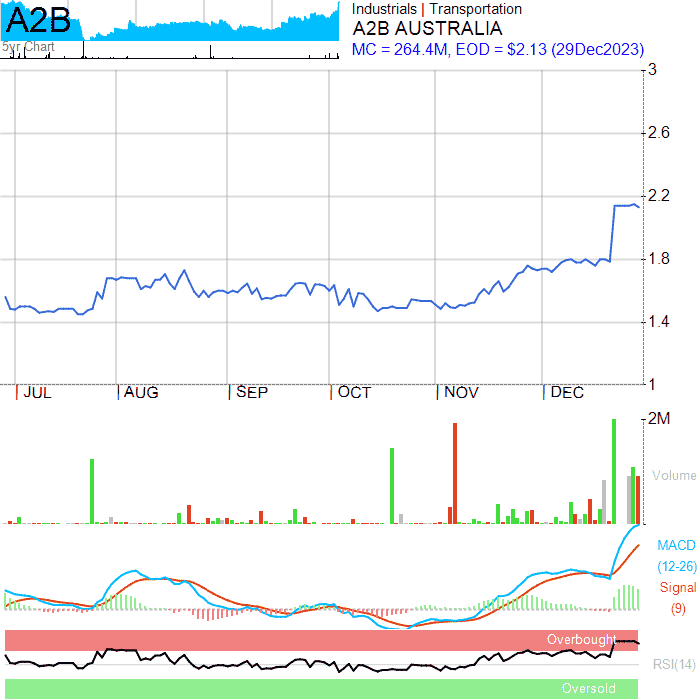 A2B
5yr Chart
Industrials | Transportation
A2B AUSTRALIA
MC = 264.4M, EOD = $2.13 (29Dec2023)
3
2.6
2.2
1.8
1.4
1
JUL AUG SEP OCT NOV DEC
2M
Volume
MACD
(12-26)
Signal
(9)
Overbought
RSI(14)
Oversold